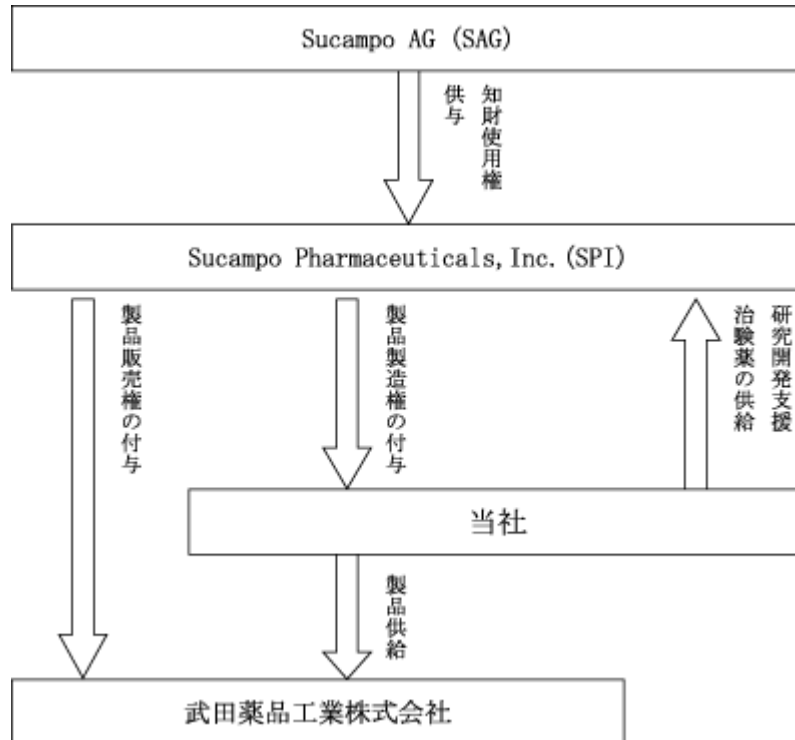 Sucampo AG (SAG)
知財使用権
供与
Sucampo Pharmaceuticals,Inc.(SPI)
製品販売権の付与
製品製造権の付与
研究開発支援
治験薬の供給
当社
製品供給
武田薬品工業株式会社